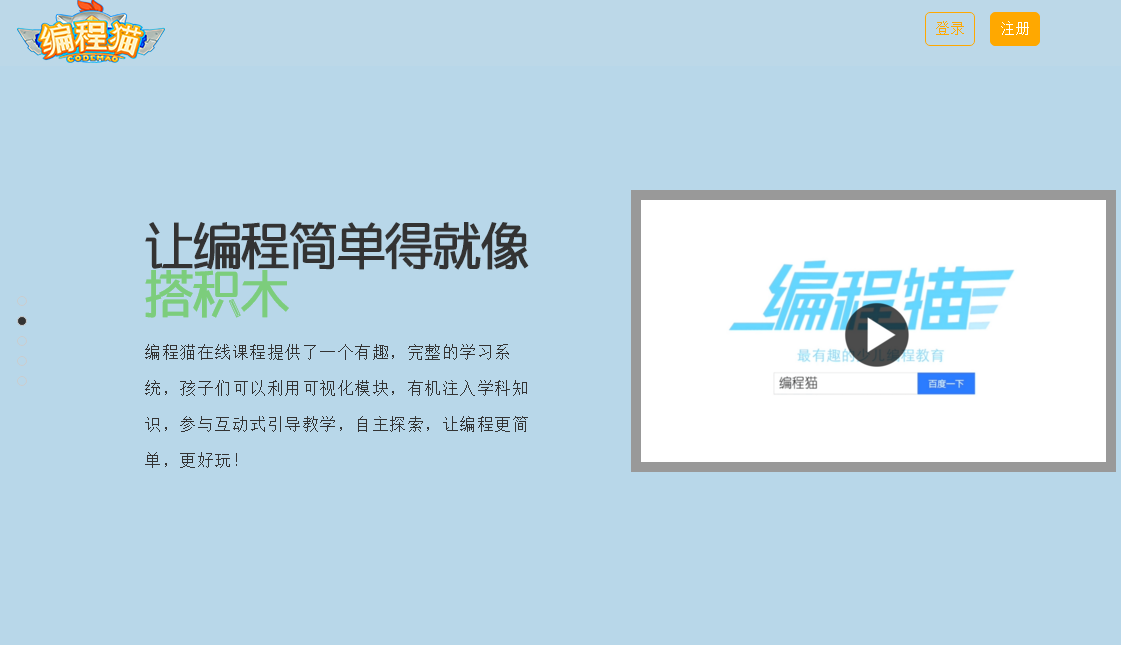 编程猫
CODEMAO
登录
注册
让编程简单得就像
搭积木
编程猫在线课程提供了一个有趣，完整的学习系
统，孩子们可以利用可视化模块，有机注入学科知
识，参与互动式引导教学，自主探索，让编程更简
单，更好玩！
编程猫
最有趣的少儿编程教育
编程猫
百度一下